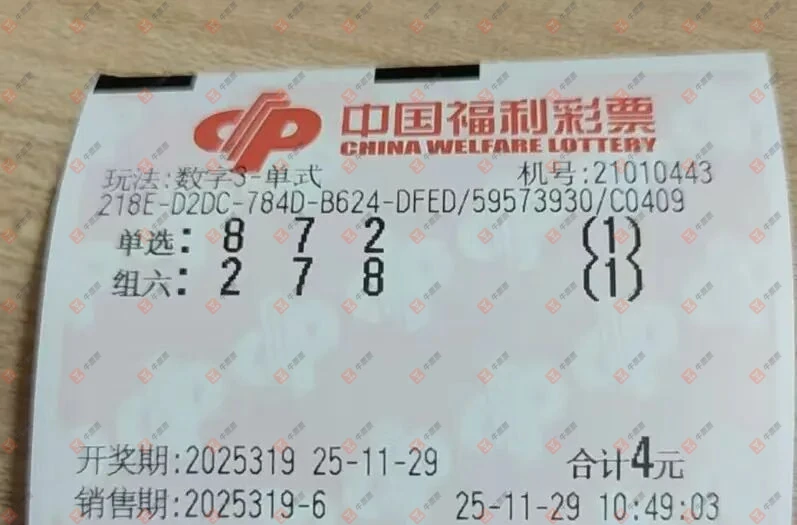 中国福利彩票
CHINA WELFARE LOTTERY
玩法:数字3-单式 机号:21010443
218E-D2DC-784D-B624-DFED/59573930/C0409
单选: 8 7 2 (1)
组六: 2 7 8 (1)
开奖期:2025319 25-11-29 合计4元
销售期:2025319-6 25-11-29 10:49:03